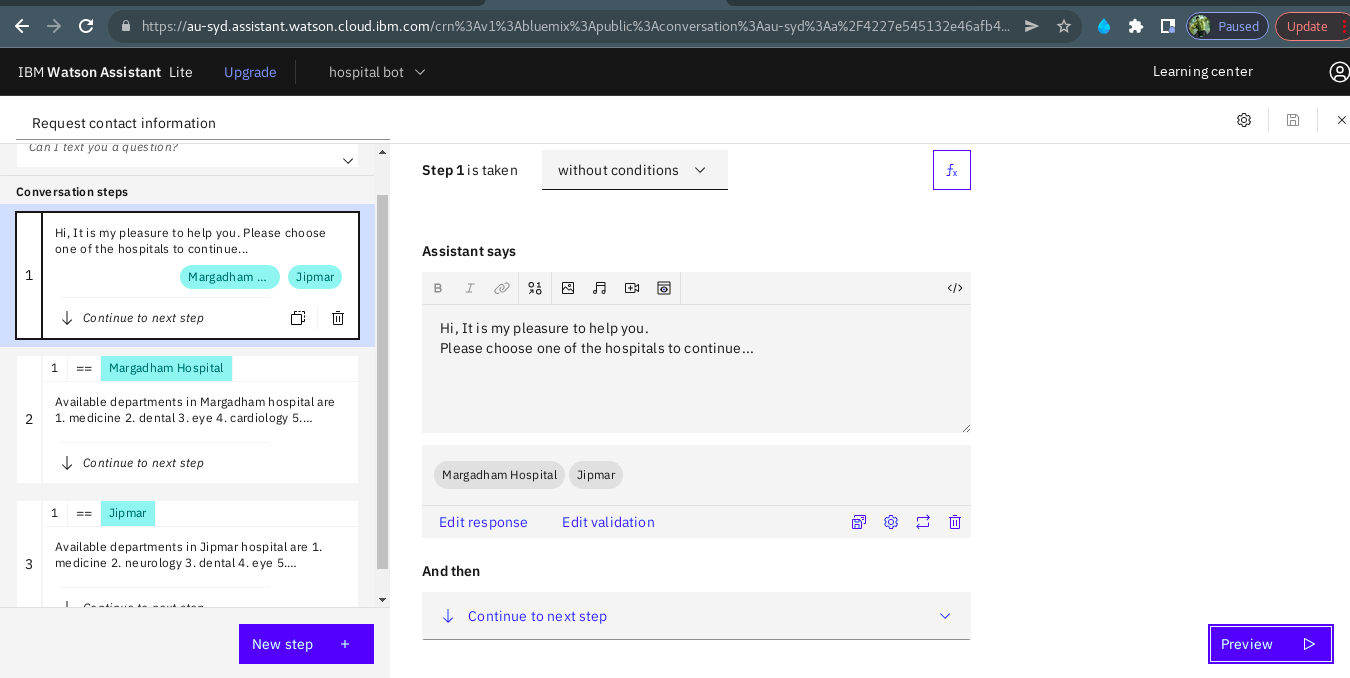 https://au-syd.assistant.watson.cloud.ibm.com/crn%3Av1%3Abluemix%3Apublic%3Aconversation%3Aau-syd%3Aa%2F4227e545132e46afb4...
Paused
Update
IBM Watson Assistant Lite
Upgrade
hospital bot
Learning center
Request contact information
Can I text you a question?
Conversation steps
1
Hi, It is my pleasure to help you. Please choose
one of the hospitals to continue...
Margadham ...
Jipmar
Continue to next step
2
1 == Margadham Hospital
Available departments in Margadham hospital are
1. medicine 2. dental 3. eye 4. cardiology 5....
Continue to next step
3
1 == Jipmar
Available departments in Jipmar hospital are 1.
medicine 2. neurology 3. dental 4. eye 5....
Continue to next step
New step +
Step 1 is taken
without conditions
fx
Assistant says
B I
</>
Hi, It is my pleasure to help you.
Please choose one of the hospitals to continue...
Margadham Hospital
Jipmar
Edit response
Edit validation
And then
Continue to next step
Preview